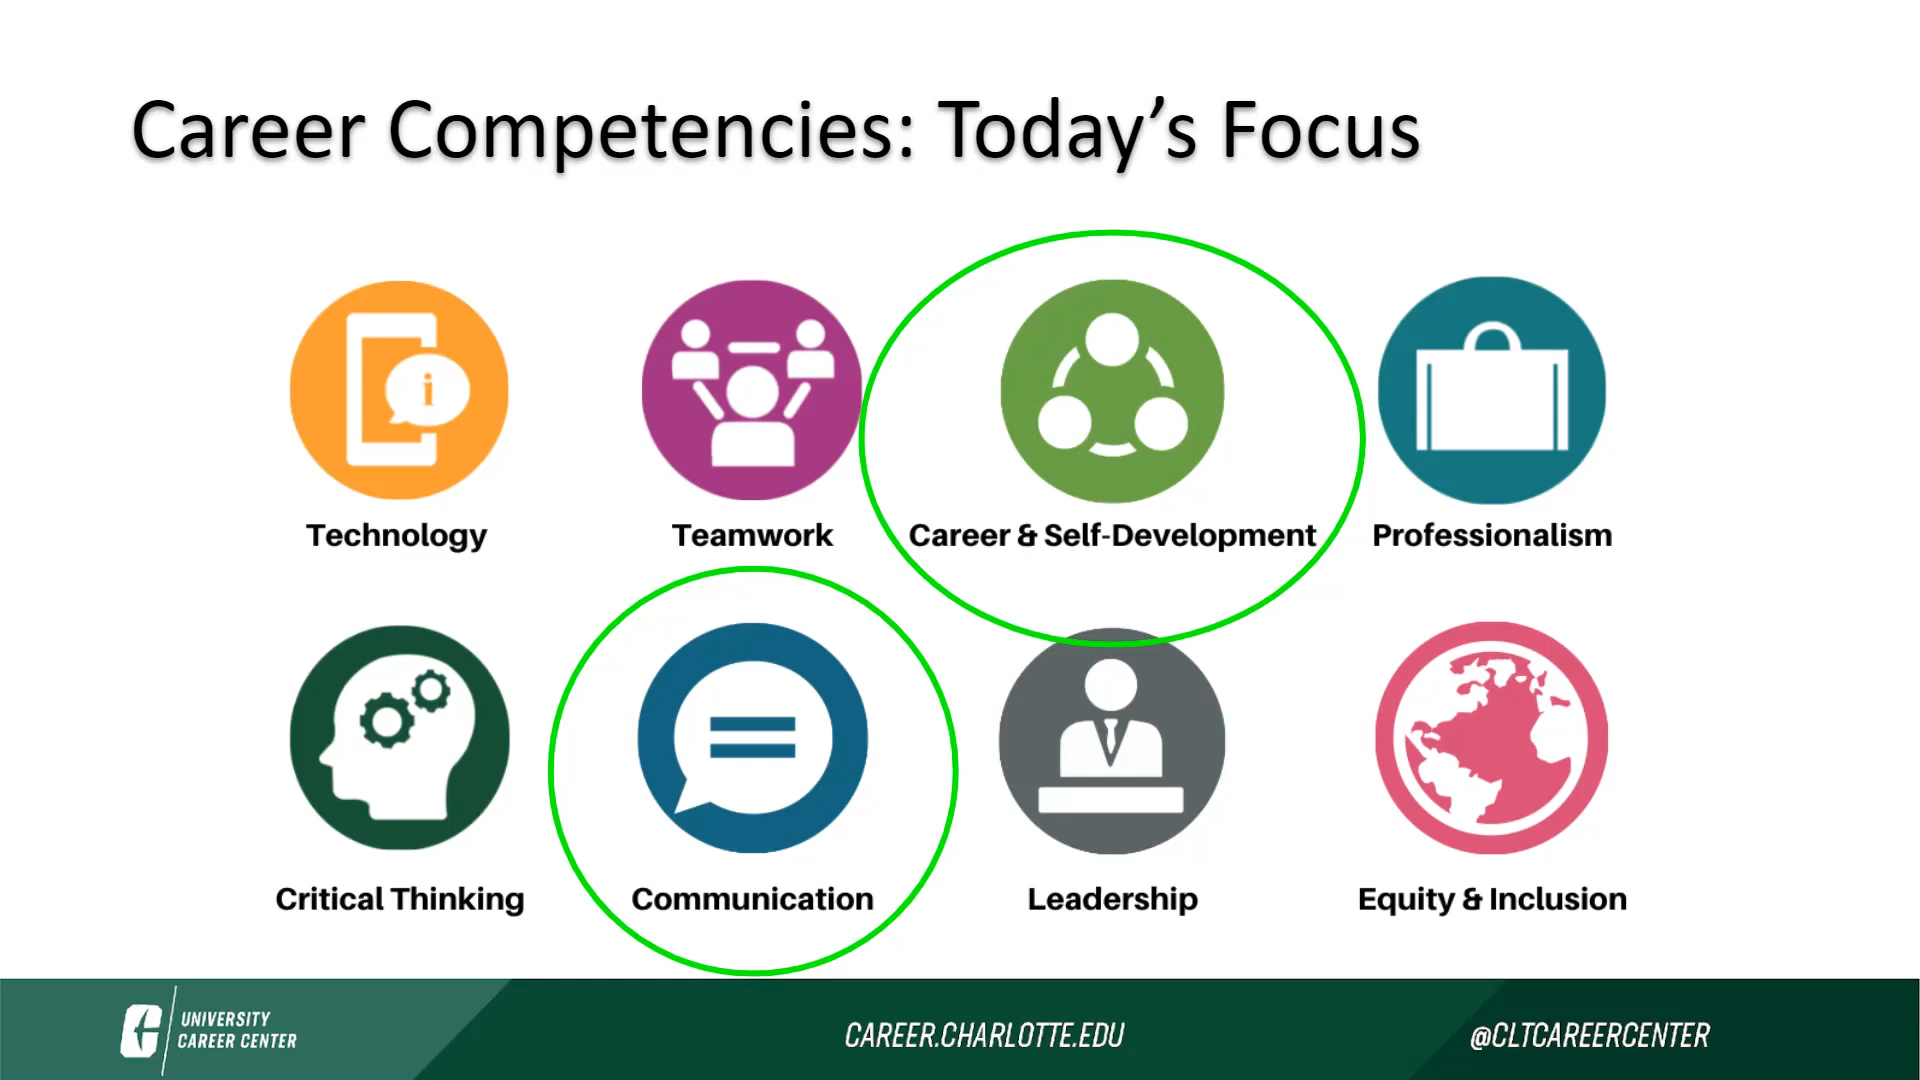 Career Competencies: Today’s Focus
i
Technology
Teamwork
Career & Self-Development
Professionalism
Critical Thinking
Communication
Leadership
Equity & Inclusion
UNIVERSITY
CAREER CENTER
CAREER.CHARLOTTE.EDU
@CLTCAREERCENTER